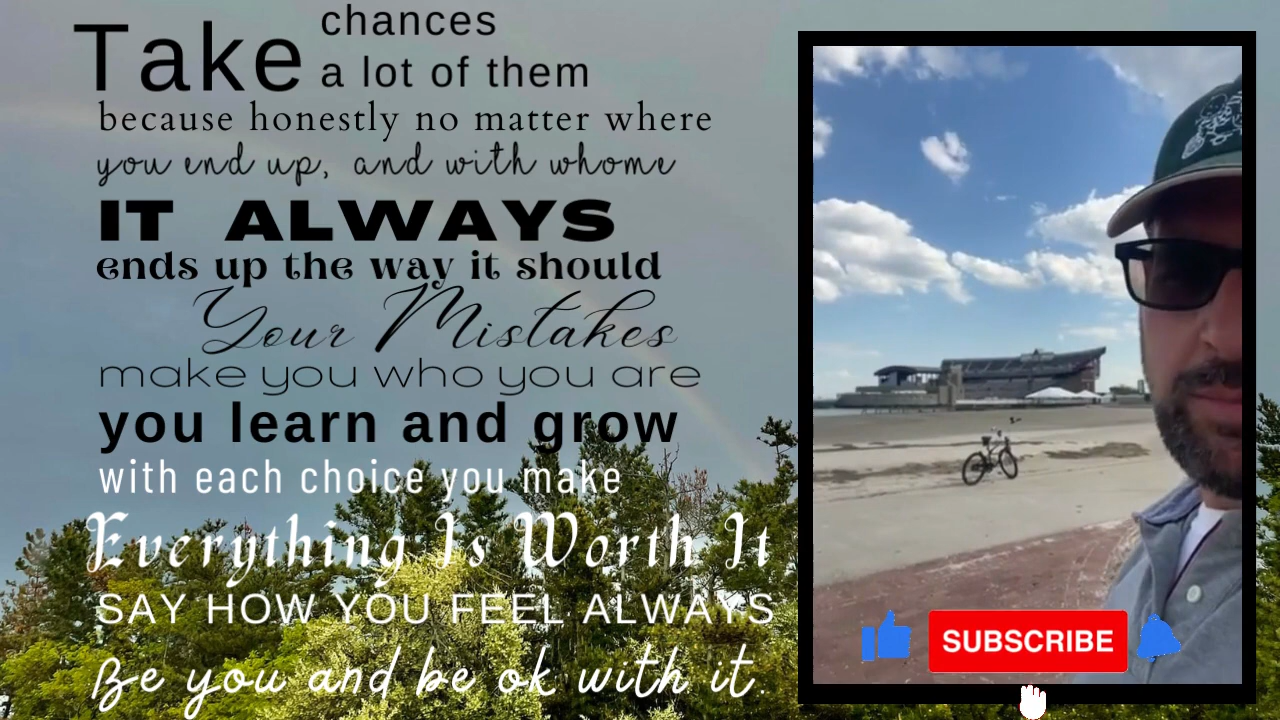 Take chances
a lot of them
because honestly no matter where
you end up, and with whome
IT ALWAYS
ends up the way it should
Your Mistakes
make you who you are
you learn and grow
with each choice you make
Everything Is Worth It
SAY HOW YOU FEEL ALWAYS
Be you and be ok with it.
SUBSCRIBE